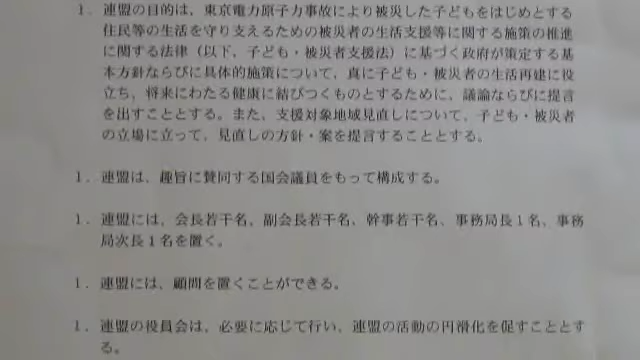 １．連盟の目的は、東京電力原子力事故により被災した子どもをはじめとする
住民等の生活を守り支えるための被災者の生活支援等に関する施策の推進
に関する法律（以下、子ども・被災者支援法）に基づく政府が策定する基
本方針ならびに具体的施策について、真に子ども・被災者の生活再建に役
立ち、将来にわたる健康に結びつくものとするために、議論ならびに提言
を出すこととする。また、支援対象地域見直しについて、子ども・被災者
の立場に立って、見直しの方針・案を提言することとする。
１．連盟は、趣旨に賛同する国会議員をもって構成する。
１．連盟には、会長若干名、副会長若干名、幹事若干名、事務局長１名、事務
局次長１名を置く。
１．連盟には、顧問を置くことができる。
１．連盟の役員会は、必要に応じて行い、連盟の活動の円滑化を促すこととす
る。